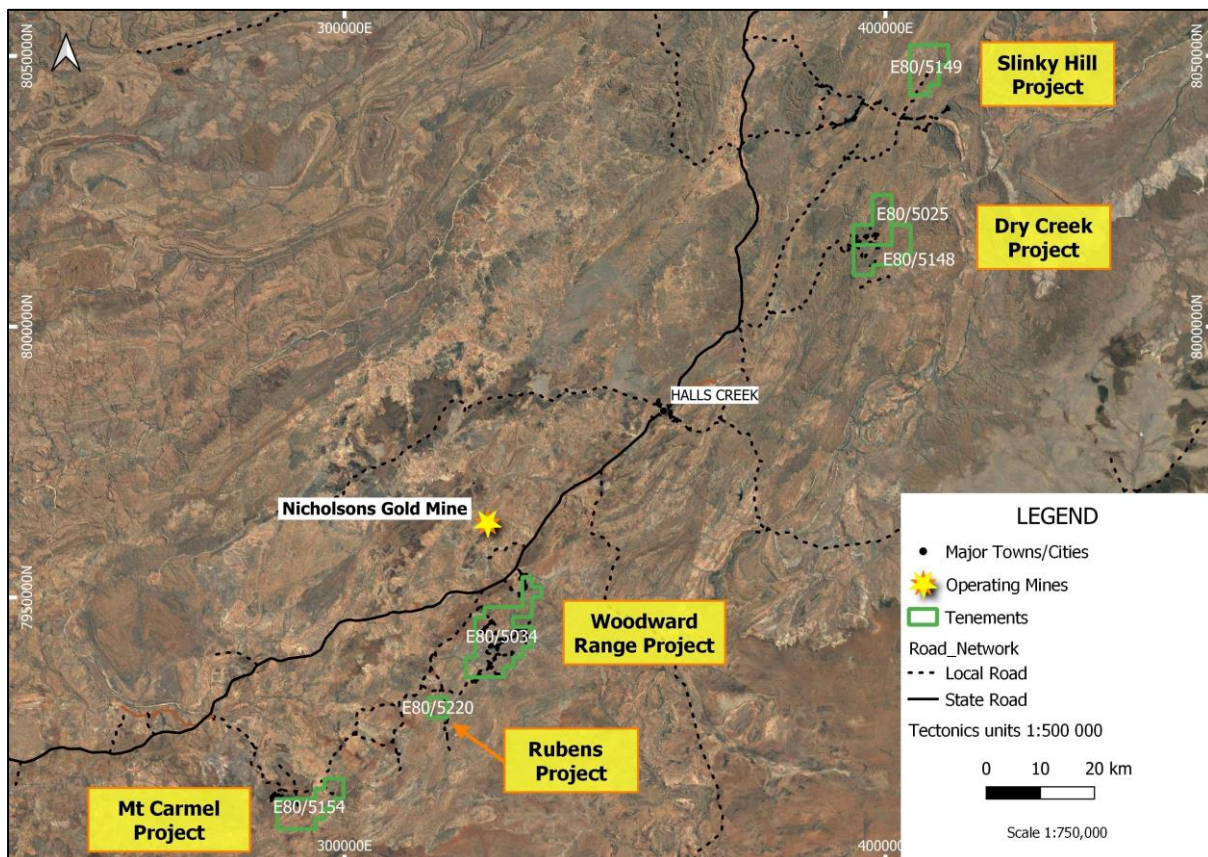 300000E
400000E
8050000N
8050000N
E80/5149
Slinky Hill
Project
E80/5025
E80/5148
Dry Creek
Project
8000000N
8000000N
HALLS CREEK
Nicholsons Gold Mine
7950000N
E80/5034
Woodward
Range Project
E80/5220
Rubens
Project
Mt Carmel
Project
E80/5154
300000E
400000E
LEGEND
Major Towns/Cities
Operating Mines
Tenements
Road_Network
Local Road
State Road
Tectonics units 1:500 000
0 10 20 km
Scale 1:750,000